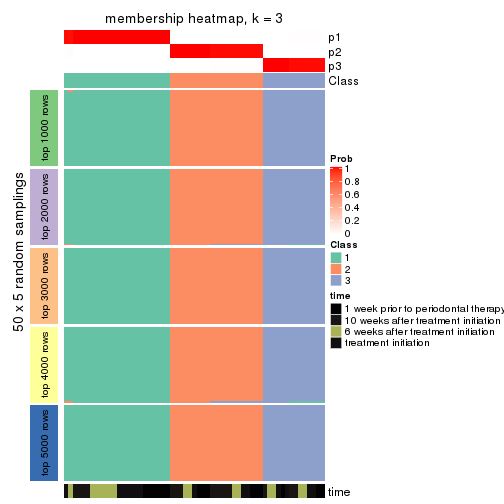 membership heatmap, k = 3
p1
p2
p3
Class
50 x 5 random samplings
top 1000 rows
top 2000 rows
top 3000 rows
top 4000 rows
top 5000 rows
time
Prob
1
0.8
0.6
0.4
0.2
0
Class
1
2
3
time
1 week prior to periodontal therapy
10 weeks after treatment initiation
6 weeks after treatment initiation
treatment initiation